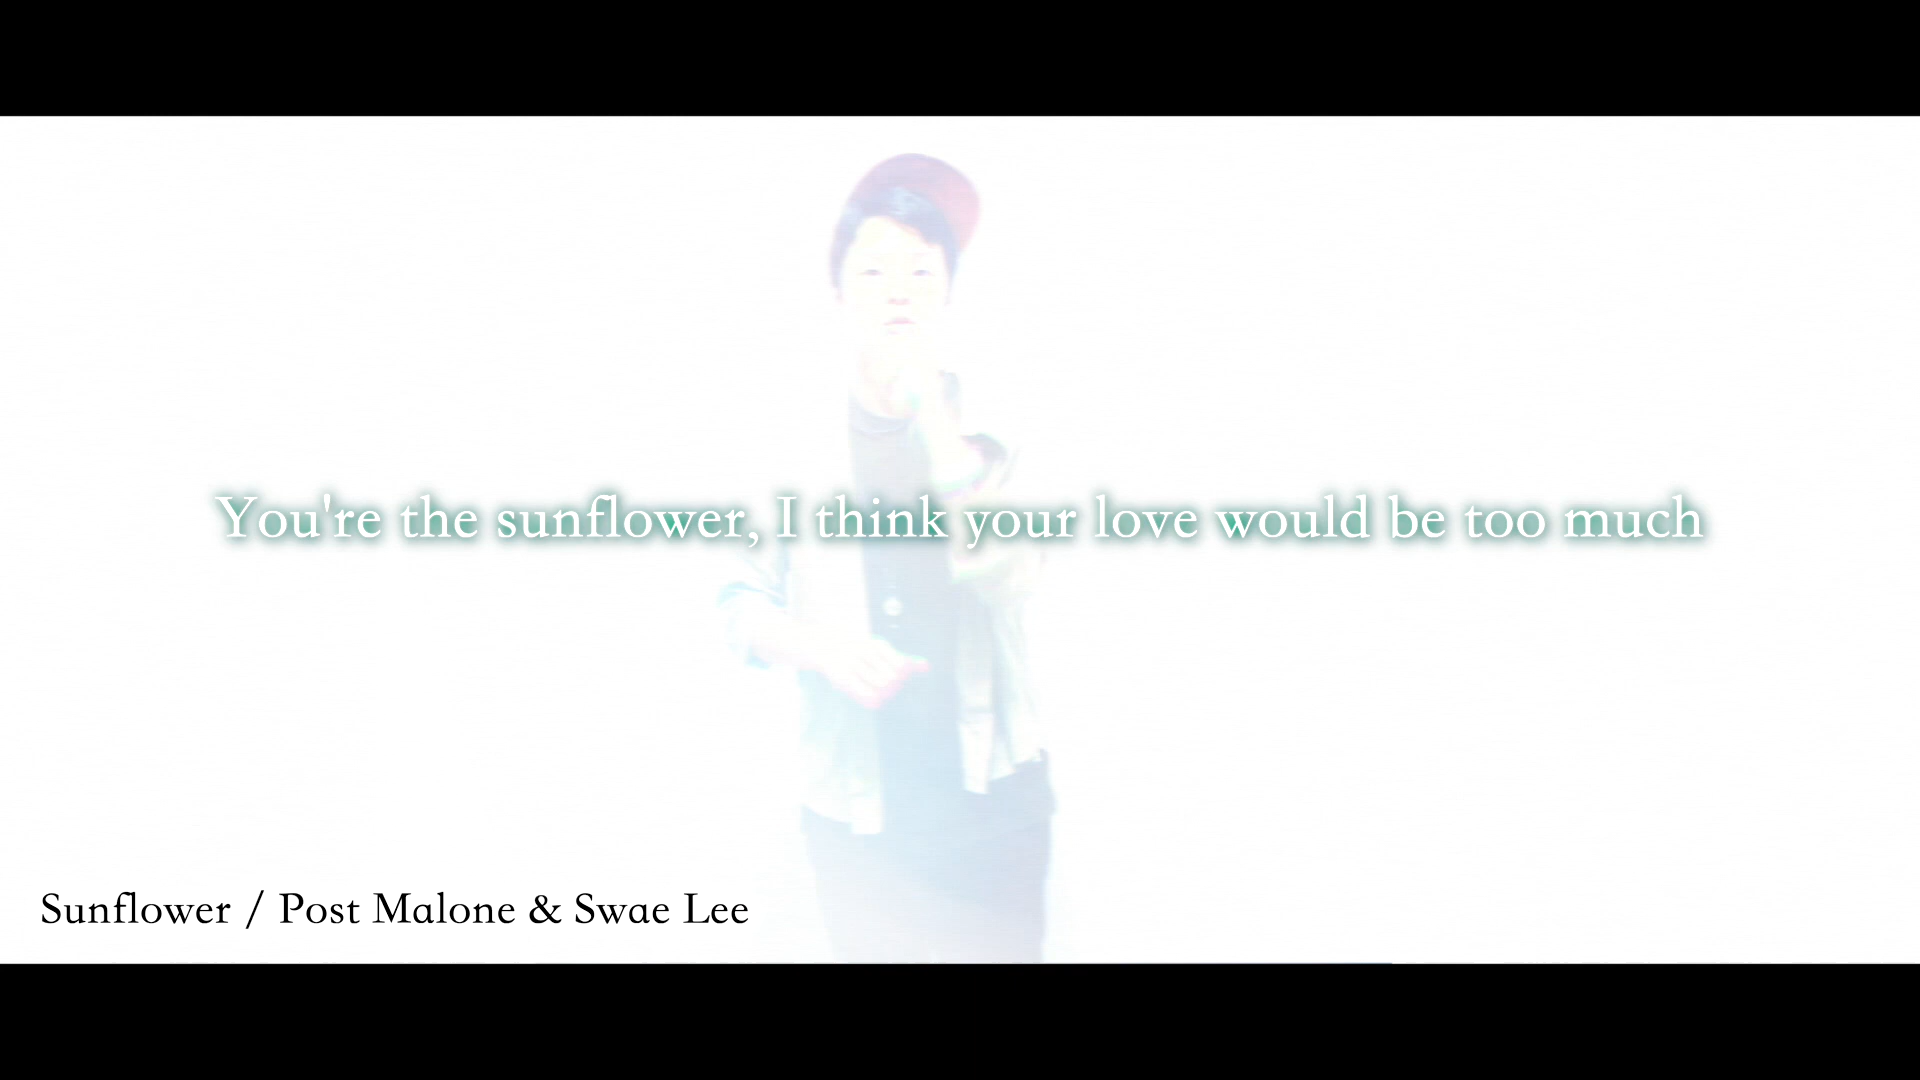 You're the sunflower, I think your love would be too much
Sunflower / Post Malone & Swae Lee